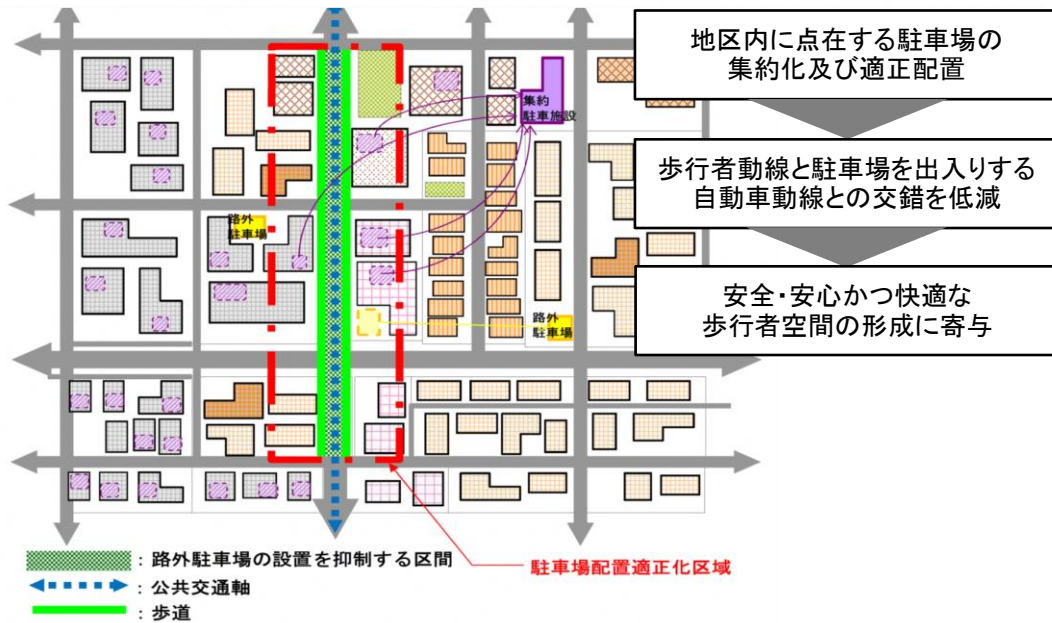 地区内に点在する駐車場の
集約化及び適正配置
歩行者動線と駐車場を出入りする
自動車動線との交錯を低減
安全・安心かつ快適な
歩行者空間の形成に寄与
集約
駐車施設
路外
駐車場
路外
駐車場
駐車場配置適正化区域
：路外駐車場の設置を抑制する区間
：公共交通軸
：歩道